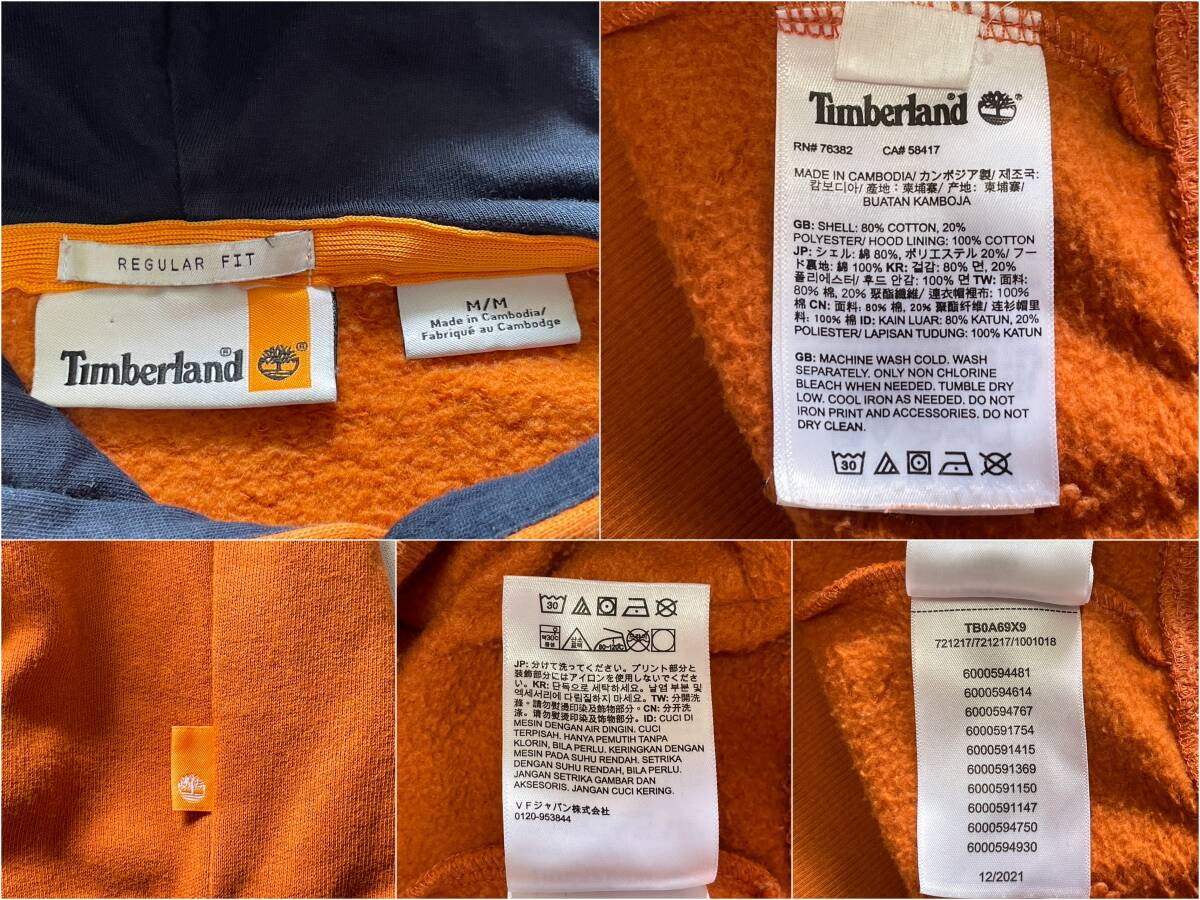 REGULAR FIT
Timberland®
®
M/M
Made in Cambodia/
Fabriqué au Cambodge
Timberland® ®
RN# 76382 CA# 58417
MADE IN CAMBODIA/ カンボジア製/ 제조국:
캄보디아/ 產地：柬埔寨/ 产地：柬埔寨/
BUATAN KAMBOJA
GB: SHELL: 80% COTTON, 20%
POLYESTER/ HOOD LINING: 100% COTTON
JP: シェル: 綿 80%, ポリエステル 20%/ フー
ド裏地: 綿 100% KR: 겉감: 80% 면, 20%
폴리에스터/ 후드 안감: 100% 면 TW: 面料:
80% 棉, 20% 聚酯纖維/ 連衣帽裡布: 100%
棉 CN: 面料: 80% 棉, 20% 聚酯纤维/ 连衫帽里
料: 100% 棉 ID: KAIN LUAR: 80% KATUN, 20%
POLIESTER/ LAPISAN TUDUNG: 100% KATUN
GB: MACHINE WASH COLD. WASH
SEPARATELY. ONLY NON CHLORINE
BLEACH WHEN NEEDED. TUMBLE DRY
LOW. COOL IRON AS NEEDED. DO NOT
IRON PRINT AND ACCESSORIES. DO NOT
DRY CLEAN.
30
30
약30℃
중성
80~120℃
JP: 分けて洗ってください。プリント部分と
装飾部分にはアイロンを使用しないでくださ
い。KR: 단독으로 세탁하세요. 날염 부분 및
엑세서리에 다림질하지 마세요. TW: 分開洗
滌。請勿熨燙印染及飾物部分。CN: 分开洗
涤。请勿熨烫印染及饰物部分。ID: CUCI DI
MESIN DENGAN AIR DINGIN. CUCI
TERPISAH. HANYA PEMUTIH TANPA
KLORIN, BILA PERLU. KERINGKAN DENGAN
MESIN PADA SUHU RENDAH. SETRIKA
DENGAN SUHU RENDAH, BILA PERLU.
JANGAN SETRIKA GAMBAR DAN
AKSESORIS. JANGAN CUCI KERING.
ＶＦジャパン株式会社
0120-953844
TB0A69X9
721217/721217/1001018
6000594481
6000594614
6000594767
6000591754
6000591415
6000591369
6000591150
6000591147
6000594750
6000594930
12/2021